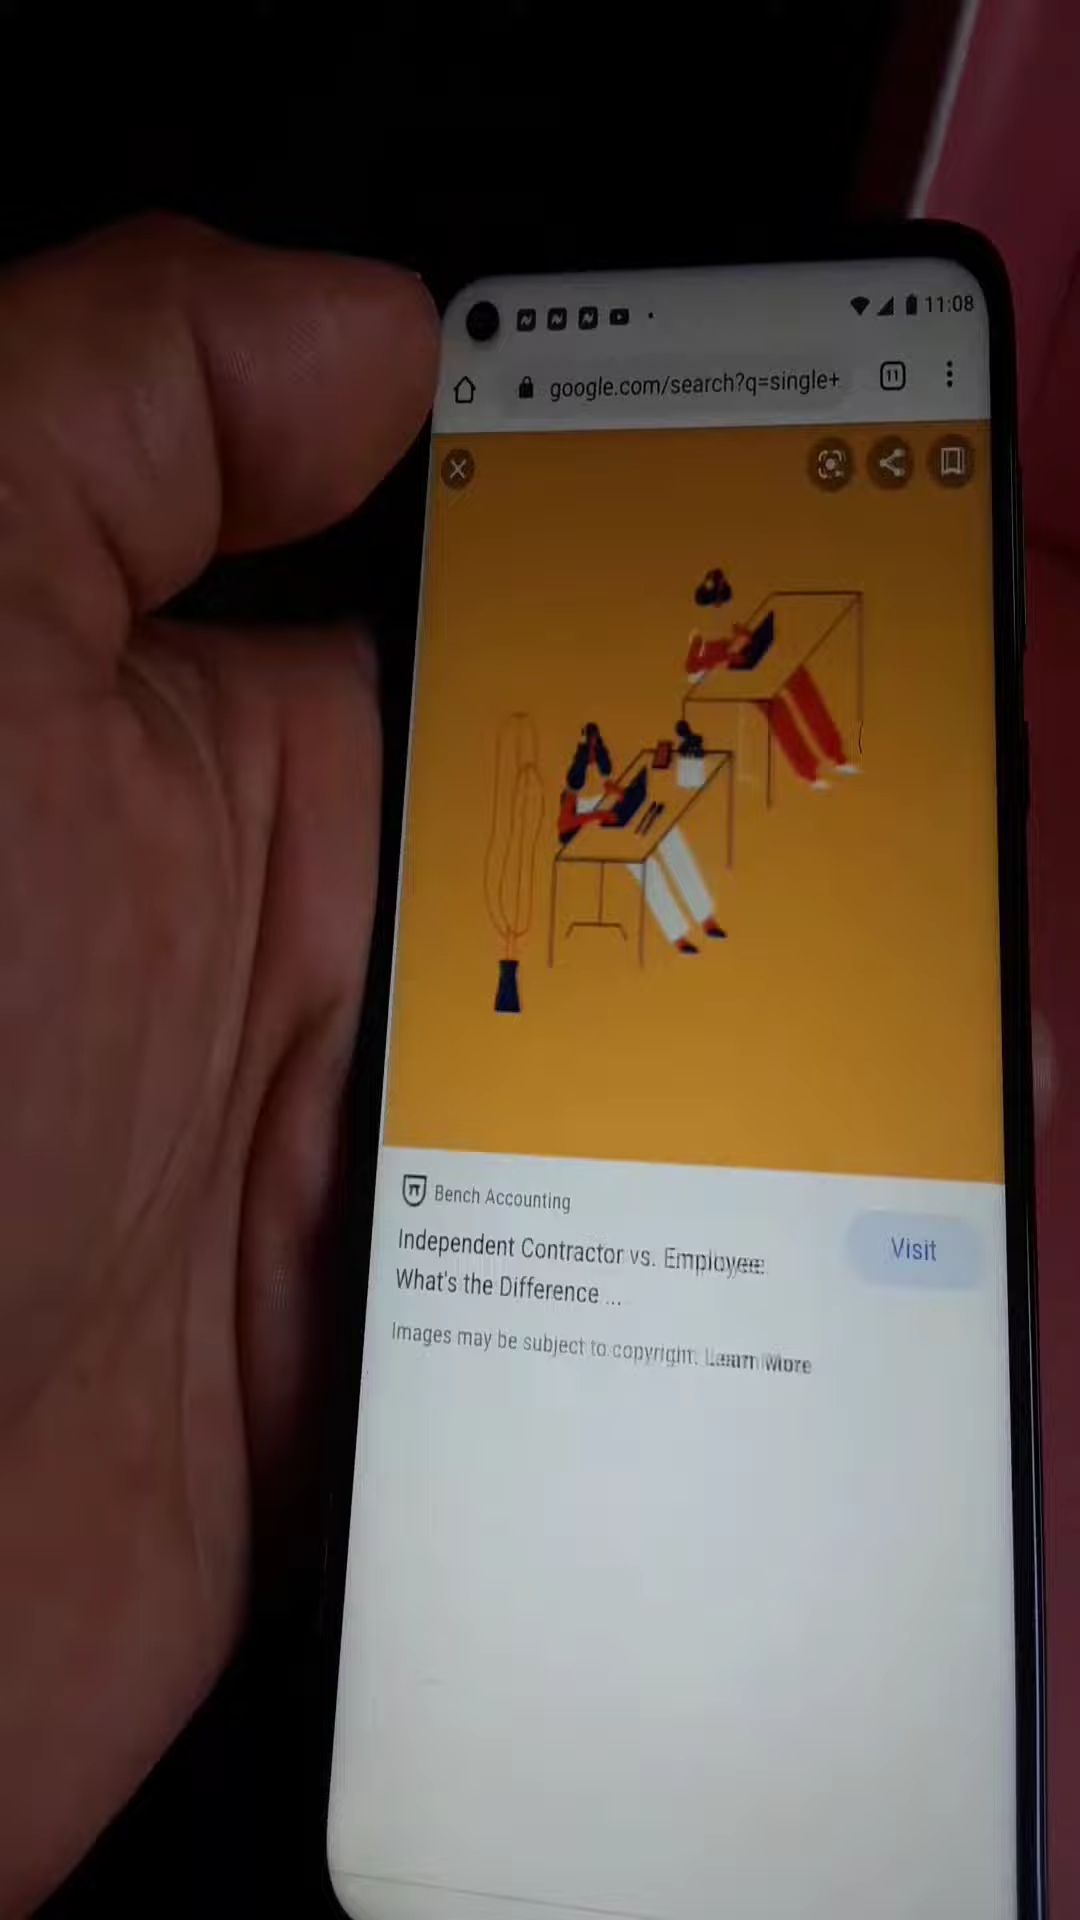 11:08
google.com/search?q=single+
11
Bench Accounting
Independent Contractor vs. Employee:
What's the Difference ...
Visit
Images may be subject to copyright. Learn More